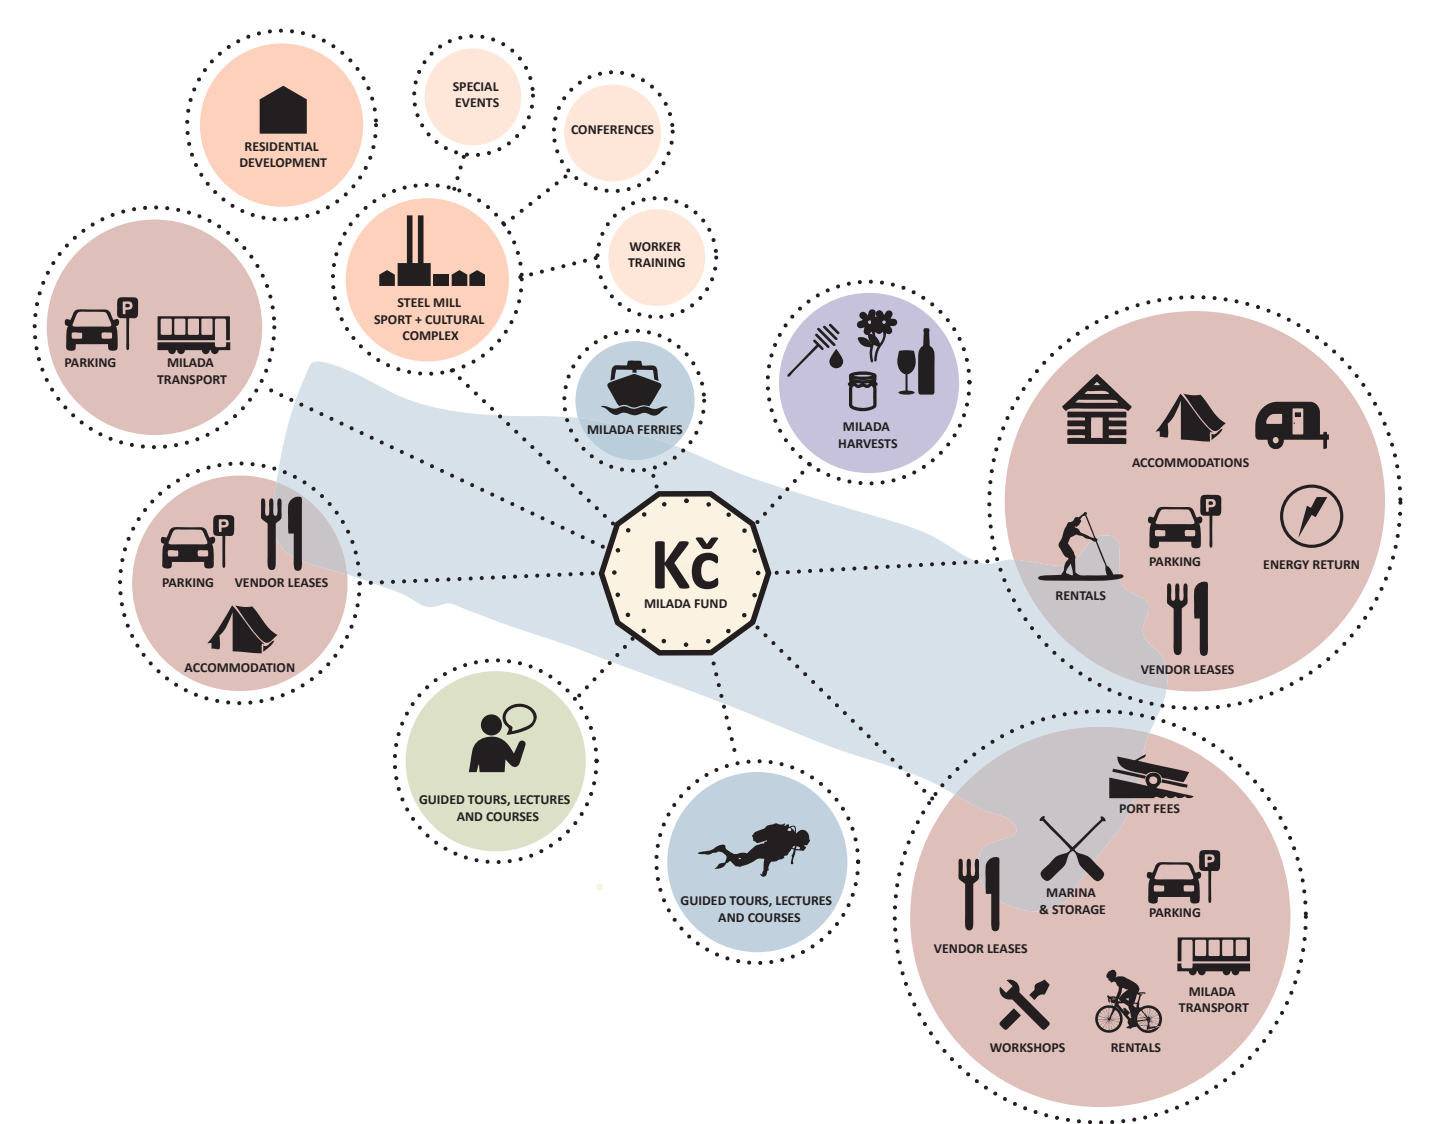 SPECIAL
EVENTS
CONFERENCES
RESIDENTIAL
DEVELOPMENT
WORKER
TRAINING
STEEL MILL
SPORT + CULTURAL
COMPLEX
P
PARKING
MILADA
TRANSPORT
MILADA FERRIES
MILADA
HARVESTS
ACCOMMODATIONS
P
PARKING
ENERGY RETURN
RENTALS
VENDOR LEASES
P
PARKING
VENDOR LEASES
ACCOMMODATION
Kč
MILADA FUND
GUIDED TOURS, LECTURES
AND COURSES
GUIDED TOURS, LECTURES
AND COURSES
PORT FEES
MARINA
& STORAGE
P
PARKING
VENDOR LEASES
MILADA
TRANSPORT
WORKSHOPS
RENTALS